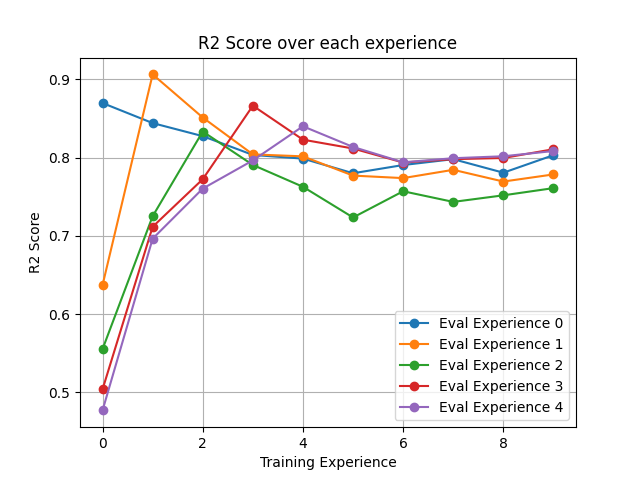 R2 Score over each experience
R2 Score
0.9
0.8
0.7
0.6
0.5
0 2 4 6 8
Training Experience
Eval Experience 0
Eval Experience 1
Eval Experience 2
Eval Experience 3
Eval Experience 4